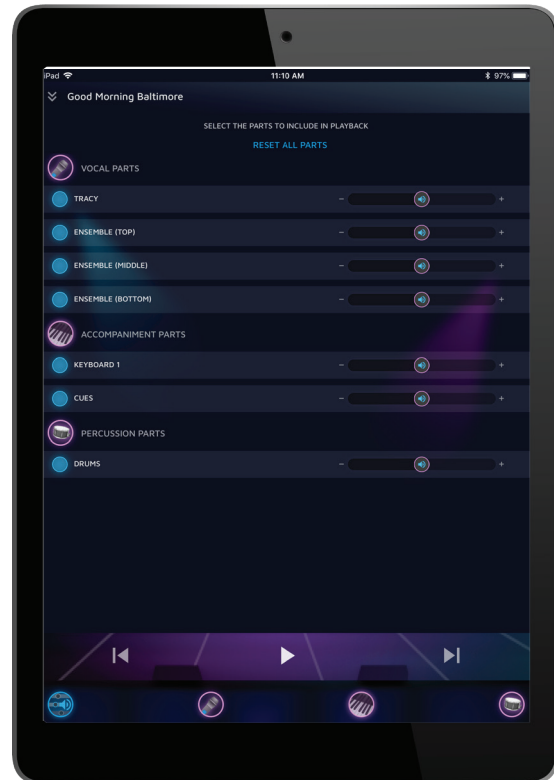 iPad 11:10 AM 97%
Good Morning Baltimore
SELECT THE PARTS TO INCLUDE IN PLAYBACK
RESET ALL PARTS
VOCAL PARTS
TRACY - +
ENSEMBLE (TOP) - +
ENSEMBLE (MIDDLE) - +
ENSEMBLE (BOTTOM) - +
ACCOMPANIMENT PARTS
KEYBOARD 1 - +
CUES - +
PERCUSSION PARTS
DRUMS - +